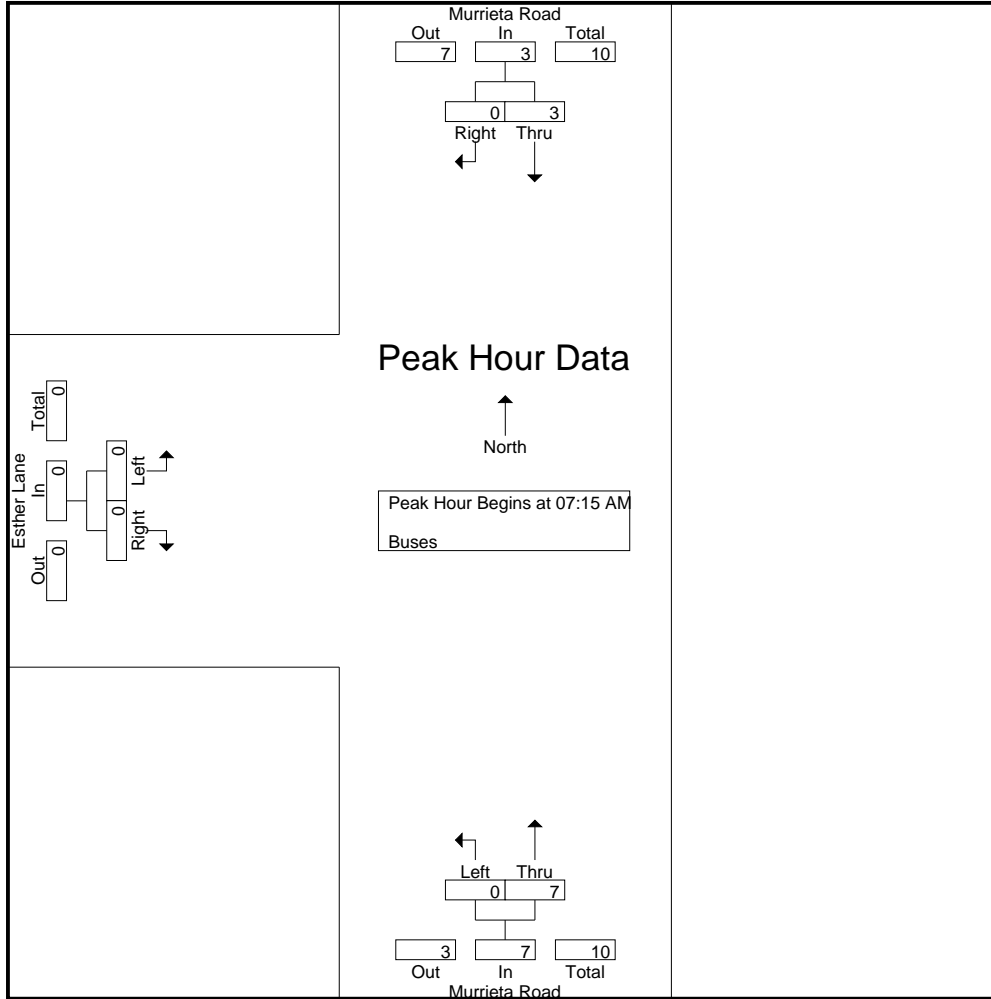 Murrieta Road
Out In Total
7 3 10
0 3
Right Thru
Peak Hour Data
North
Peak Hour Begins at 07:15 AM
Buses
Esther Lane
Out In Total
0 0 0
Right Left
0 0
Left Thru
0 7
3 7 10
Out In Total
Murrieta Road